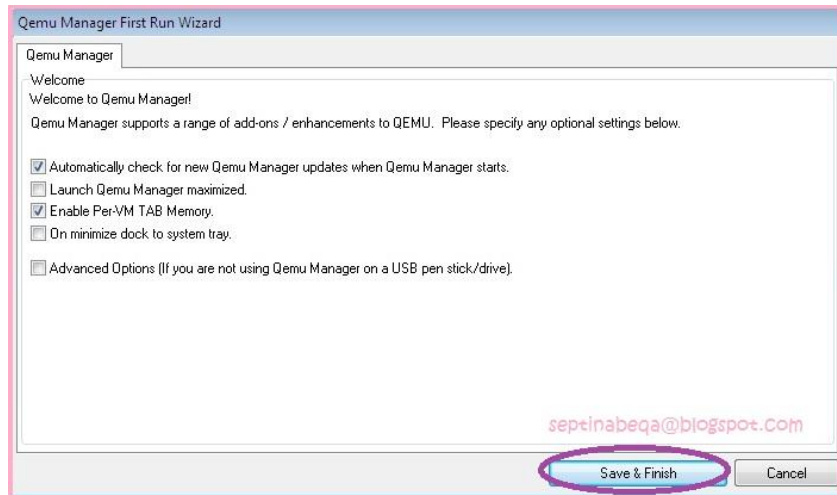 Qemu Manager First Run Wizard
Qemu Manager
Welcome
Welcome to Qemu Manager!
Qemu Manager supports a range of add-ons / enhancements to QEMU. Please specify any optional settings below.
Automatically check for new Qemu Manager updates when Qemu Manager starts.
Launch Qemu Manager maximized.
Enable Per-VM TAB Memory.
On minimize dock to system tray.
Advanced Options (If you are not using Qemu Manager on a USB pen stick/drive).
septinabeqa@blogspot.com
Save & Finish
Cancel